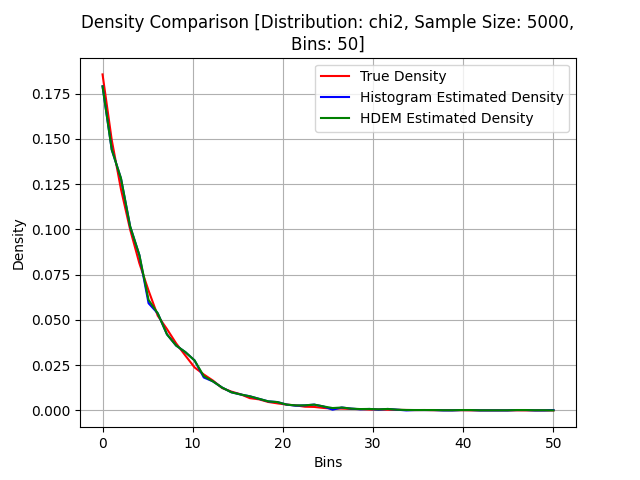 Density Comparison [Distribution: chi2, Sample Size: 5000,
Bins: 50]
True Density
Histogram Estimated Density
HDEM Estimated Density
Density
0.175
0.150
0.125
0.100
0.075
0.050
0.025
0.000
0 10 20 30 40 50
Bins